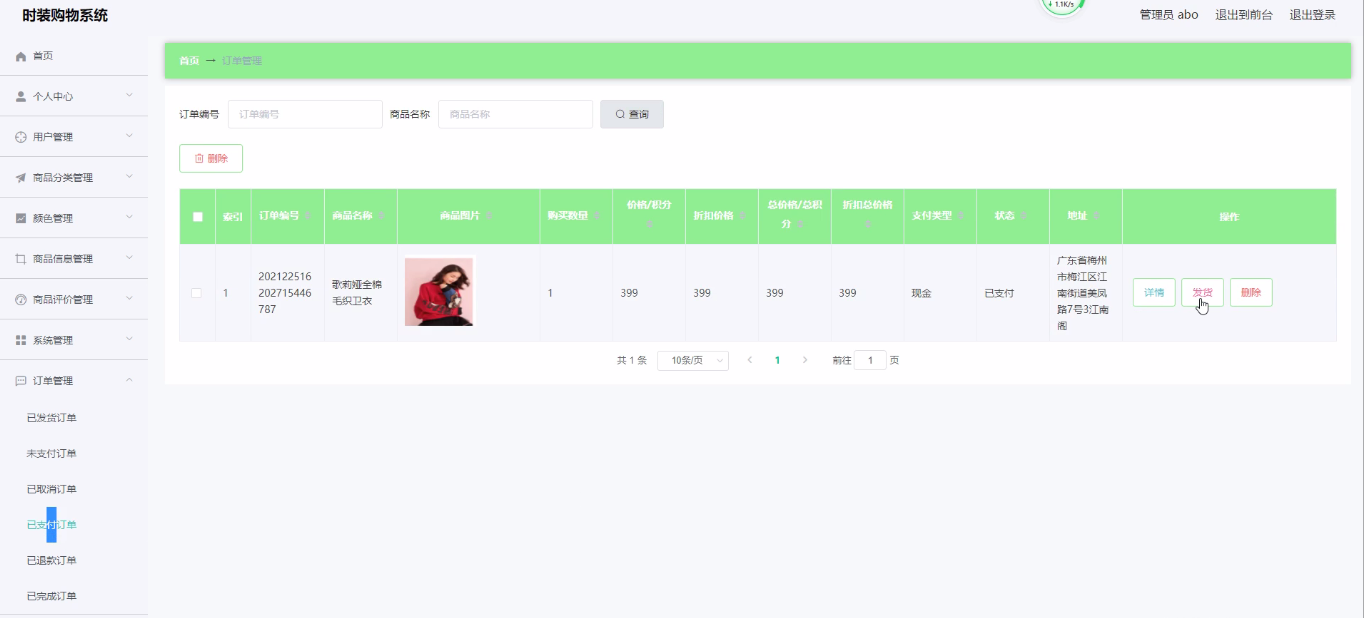 时装购物系统
↓ 1.1K/s
管理员 abo 退出到前台 退出登录
首页
个人中心
用户管理
商品分类管理
颜色管理
商品信息管理
商品评价管理
系统管理
订单管理
已发货订单
未支付订单
已取消订单
已支付订单
已退款订单
已完成订单
首页 → 订单管理
订单编号 订单编号 商品名称 商品名称 查询
删除
索引 订单编号 商品名称 商品图片 购买数量 价格/积分 折扣价格 总价格/总积分 折扣总价格 支付类型 状态 地址 操作
1
202122516
202715446
787
歌莉娅全棉
毛织卫衣
1 399 399 399 399 现金 已支付
广东省梅州
市梅江区江
南街道美凤
路7号3江南
阁
详情 发货 删除
共 1 条 10条/页 1 前往 1 页